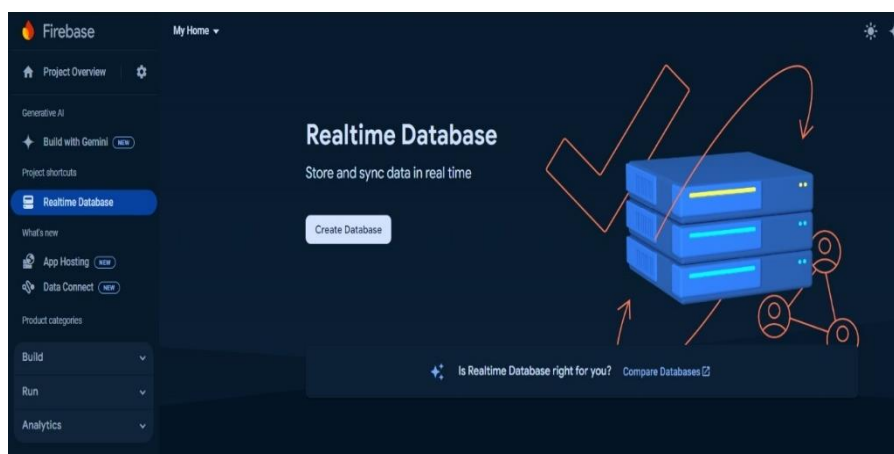 Firebase
Project Overview
Generative AI
Build with Gemini NEW
Project shortcuts
Realtime Database
What's new
App Hosting NEW
Data Connect NEW
Product categories
Build
Run
Analytics
My Home
Realtime Database
Store and sync data in real time
Create Database
Is Realtime Database right for you? Compare Databases